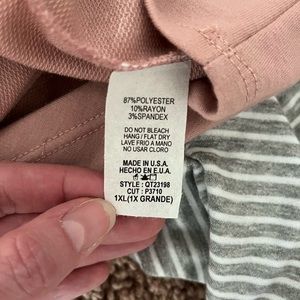 87%POLYESTER
10%RAYON
3%SPANDEX
DO NOT BLEACH
HANG / FLAT DRY
LAVE FRIO A MANO
NO USAR CLORO
MADE IN U.S.A.
HECHO EN E.U.A.
STYLE : QT23198
CUT : P3710
1XL(1X GRANDE)